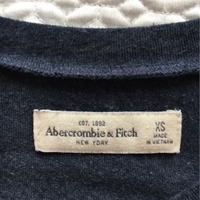 EST. 1892
Abercrombie & Fitch
NEW YORK
XS
MADE
IN VIETNAM